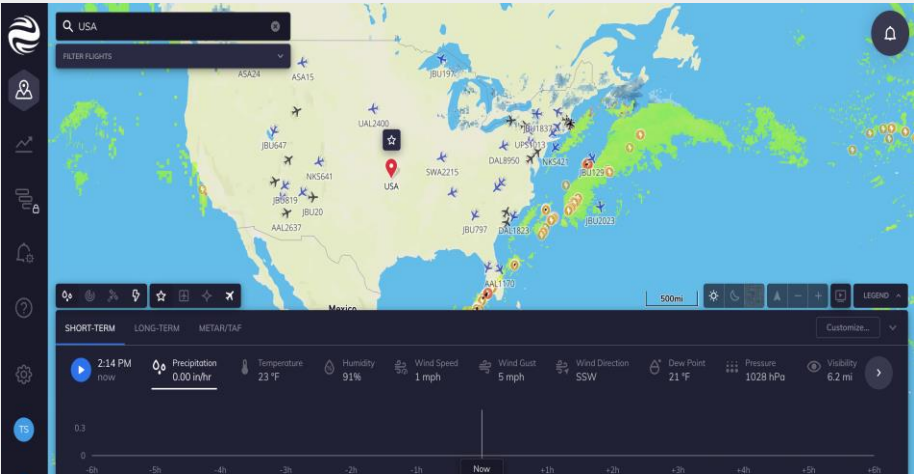 USA
FILTER FLIGHTS
ASA24
ASA15
JBU197
UAL2400
JBU647
UPS1013
DAL8950
NKS421
NKS641
USA
SWA2215
JBU129
JBU819
JBU20
AAL2637
JBU2023
JBU797
DAL1823
AAL1170
Mexico
500mi
LEGEND
SHORT-TERM LONG-TERM METAR/TAF
Customize...
2:14 PM
now
Precipitation
0.00 in/hr
Temperature
23 °F
Humidity
91%
Wind Speed
1 mph
Wind Gust
5 mph
Wind Direction
SSW
Dew Point
21 °F
Pressure
1028 hPa
Visibility
6.2 mi
TS
0.3
0
-6h -5h -4h -3h -2h -1h Now +1h +2h +3h +4h +5h +6h